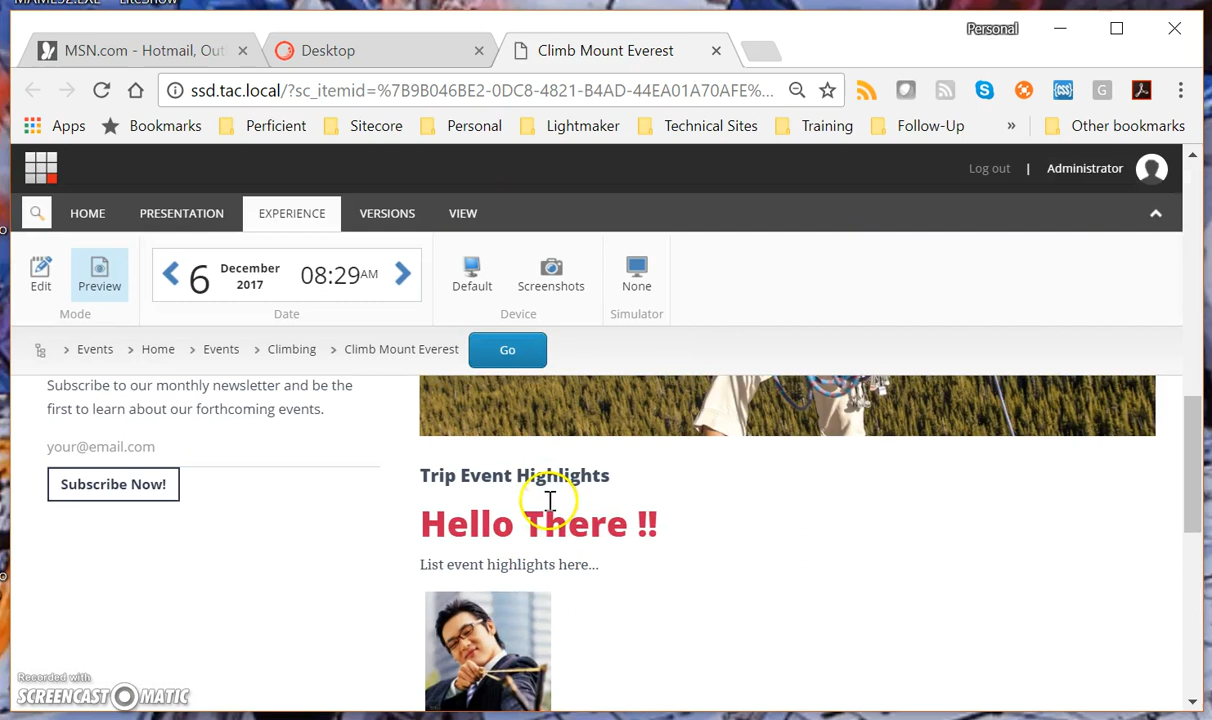 Personal
MSN.com - Hotmail, Out
Desktop
Climb Mount Everest
ssd.tac.local/?sc_itemid=%7B9B046BE2-0DC8-4821-B4AD-44EA01A70AFE%...
Apps
Bookmarks
Perficient
Sitecore
Personal
Lightmaker
Technical Sites
Training
Follow-Up
»
Other bookmarks
Log out | Administrator
HOME
PRESENTATION
EXPERIENCE
VERSIONS
VIEW
Edit
Preview
Mode
6 December 2017 08:29AM
Date
Default
Screenshots
Device
None
Simulator
Events
Home
Events
Climbing
Climb Mount Everest
Go
Subscribe to our monthly newsletter and be the
first to learn about our forthcoming events.
your@email.com
Subscribe Now!
Trip Event Highlights
Hello There !!
List event highlights here...
Recorded with
SCREENCAST-O-MATIC